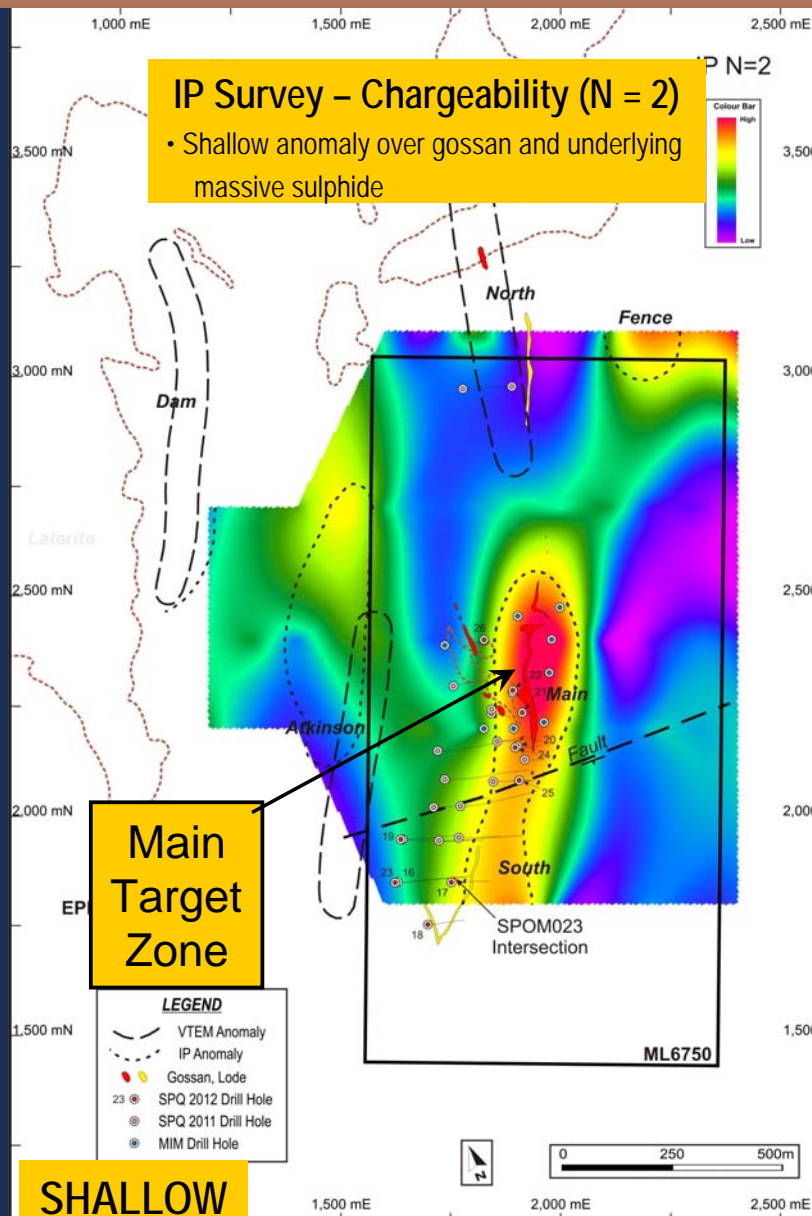 1,000 mE
1,500 mE
2,000 mE
2,500 mE
P N=2
IP Survey – Chargeability (N = 2)
• Shallow anomaly over gossan and underlying
massive sulphide
Colour Bar
High
Low
3,500 mN
3,500
North
Fence
3,000 mN
3,000
Dam
Laterite
2,500 mN
2,500
26
22
21
Main
Atkinson
20
24
Fault
25
2,000 mN
2,000
Main
Target
Zone
19
23
16
17
South
18
SPOM023
Intersection
LEGEND
VTEM Anomaly
IP Anomaly
Gossan, Lode
23 SPQ 2012 Drill Hole
SPQ 2011 Drill Hole
MIM Drill Hole
1,500 mN
1,500
ML6750
N
0 250 500m
SHALLOW
1,500 mE
2,000 mE
2,500 mE